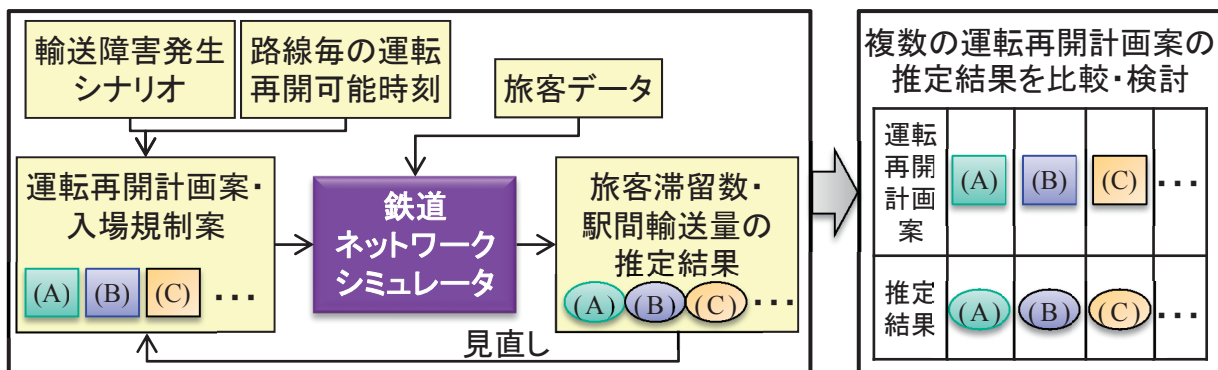 輸送障害発生
シナリオ
路線毎の運転
再開可能時刻
旅客データ
運転再開計画案・
入場規制案
(A) (B) (C) ・・・
鉄道
ネットワーク
シミュレータ
旅客滞留数・
駅間輸送量の
推定結果
(A) (B) (C) ・・・
見直し
複数の運転再開計画案の
推定結果を比較・検討
運転
再開
計画
案
(A) (B) (C) ・・・
推定
結果
(A) (B) (C) ・・・